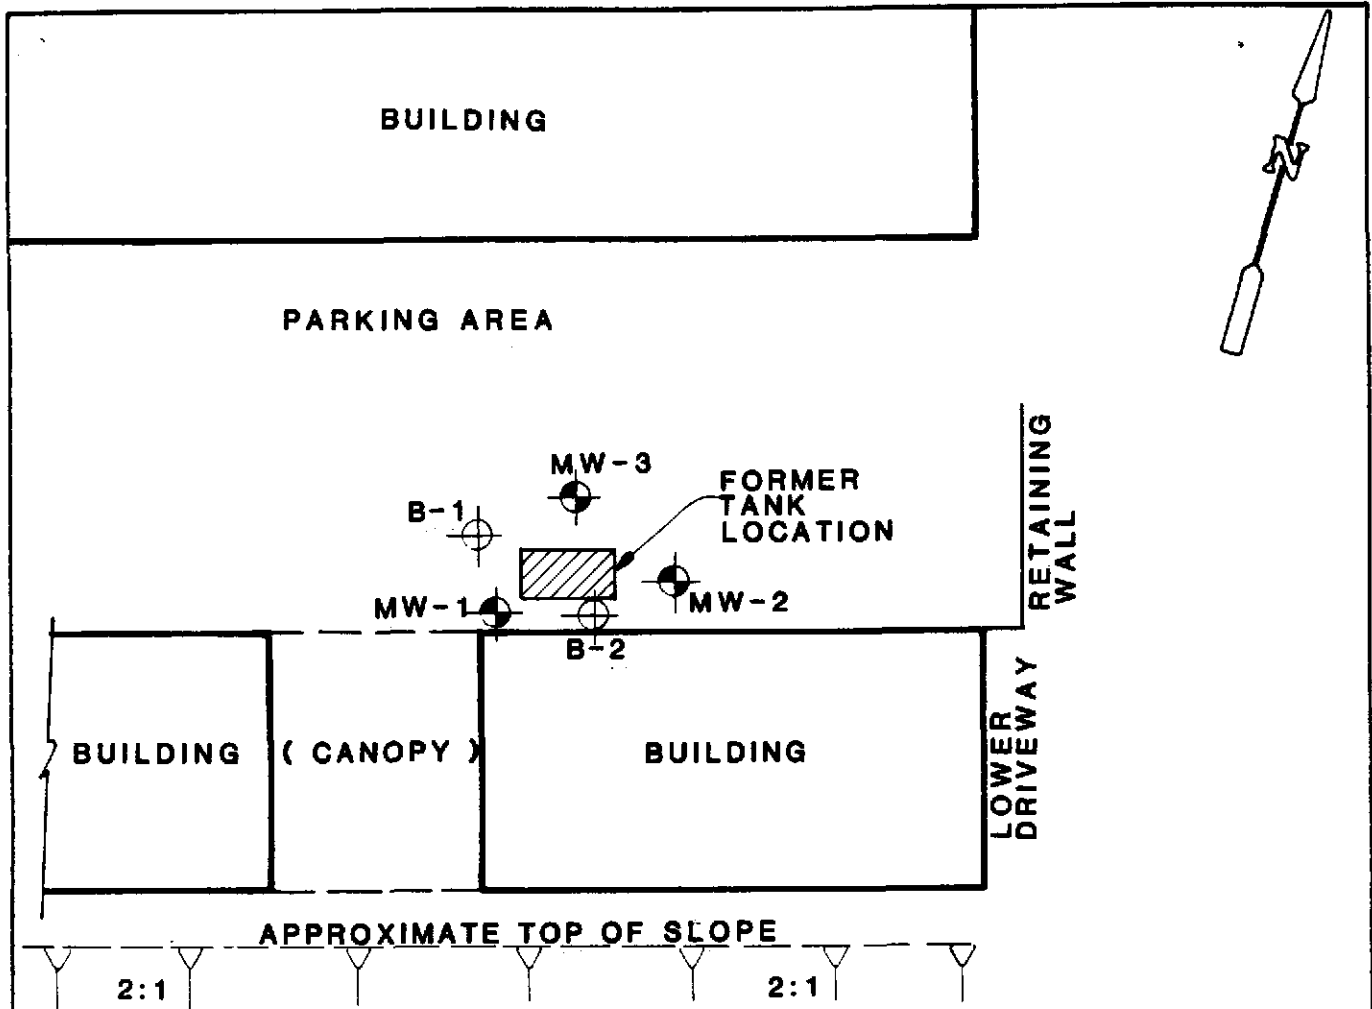 BUILDING
N
PARKING AREA
MW-3
FORMER
TANK
LOCATION
B-1
RETAINING
WALL
MW-1
MW-2
B-2
BUILDING
( CANOPY )
BUILDING
LOWER
DRIVEWAY
APPROXIMATE TOP OF SLOPE
2:1
2:1